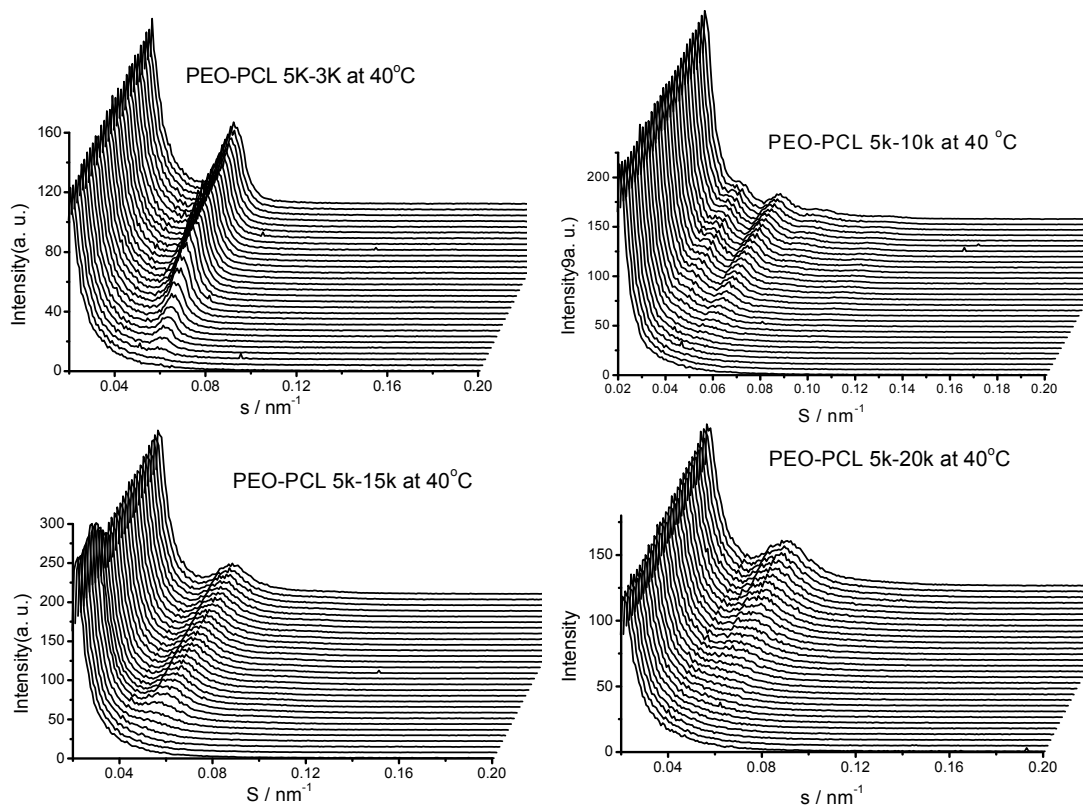 PEO-PCL 5K-3K at 40°C
Intensity(a. u.)
160
120
80
40
0
0.04 0.08 0.12 0.16 0.20
s / nm⁻¹
PEO-PCL 5k-10k at 40 °C
Intensity9a. u.)
200
150
100
50
0
0.02 0.04 0.06 0.08 0.10 0.12 0.14 0.16 0.18 0.20
S / nm⁻¹
PEO-PCL 5k-15k at 40°C
Intensity(a. u.)
300
250
200
150
100
50
0
0.04 0.08 0.12 0.16 0.20
S / nm⁻¹
PEO-PCL 5k-20k at 40°C
Intensity
150
100
50
0
0.04 0.08 0.12 0.16 0.20
s / nm⁻¹